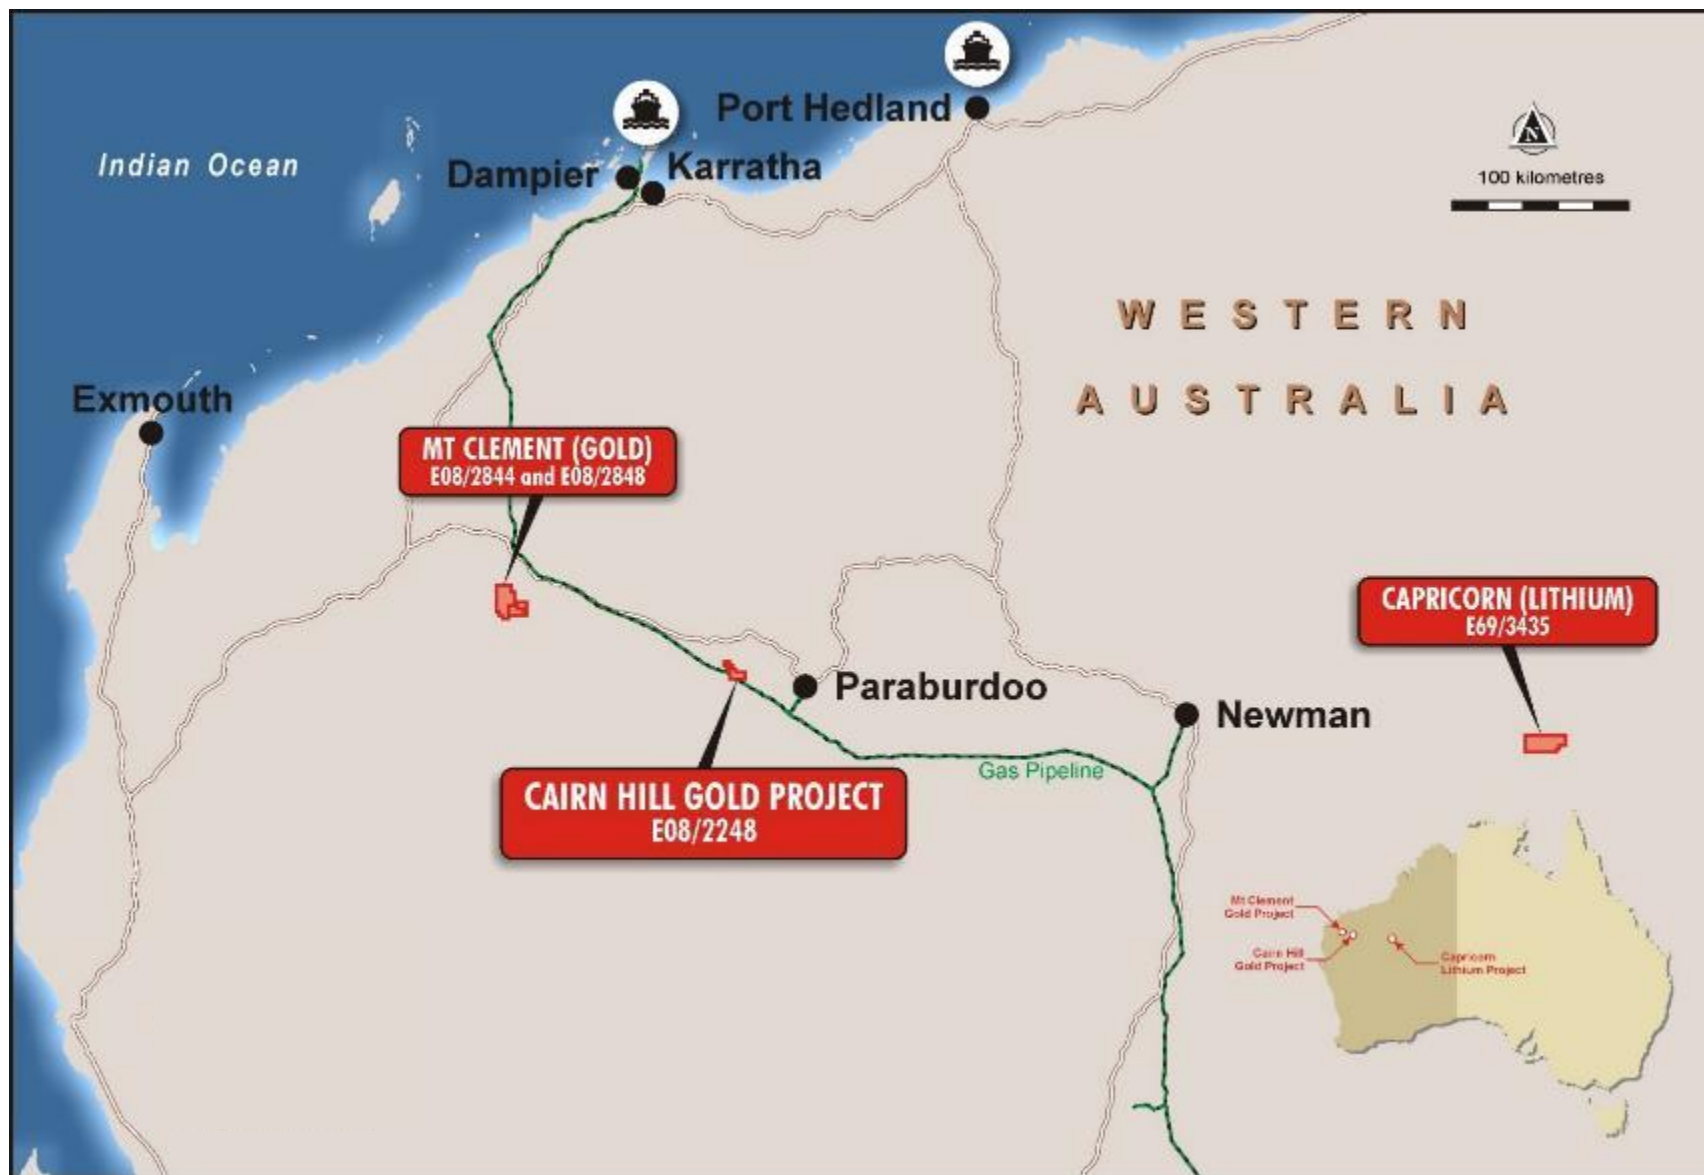 Port Hedland
Indian Ocean
Dampier
Karratha
N
100 kilometres
WESTERN
AUSTRALIA
Exmouth
MT CLEMENT (GOLD)
E08/2844 and E08/2848
CAPRICORN (LITHIUM)
E69/3435
Paraburdoo
Newman
Gas Pipeline
CAIRN HILL GOLD PROJECT
E08/2248
Mt Clement
Gold Project
Cairn Hill
Gold Project
Capricorn
Lithium Project